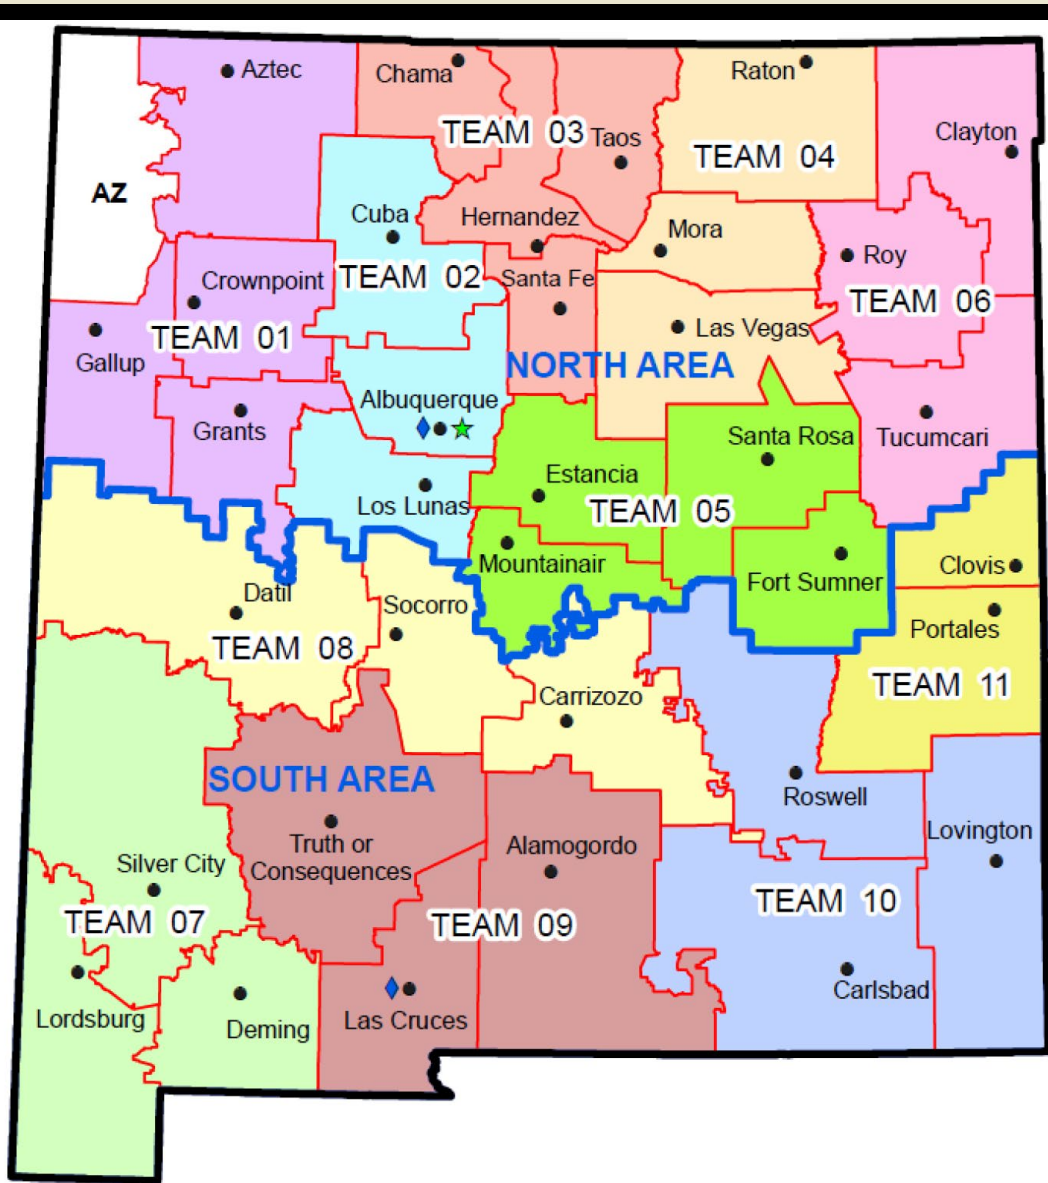 Aztec
Chama
Raton
TEAM 03
Taos
Clayton
TEAM 04
AZ
Cuba
Hernandez
Mora
Roy
Crownpoint
TEAM 02
Santa Fe
TEAM 06
TEAM 01
Las Vegas
Gallup
NORTH AREA
Albuquerque
Grants
Santa Rosa
Tucumcari
Estancia
Los Lunas
TEAM 05
Mountainair
Clovis
Fort Sumner
Datil
Socorro
Portales
TEAM 08
TEAM 11
Carrizozo
SOUTH AREA
Roswell
Truth or
Consequences
Alamogordo
Lovington
Silver City
TEAM 10
TEAM 07
TEAM 09
Carlsbad
Lordsburg
Deming
Las Cruces